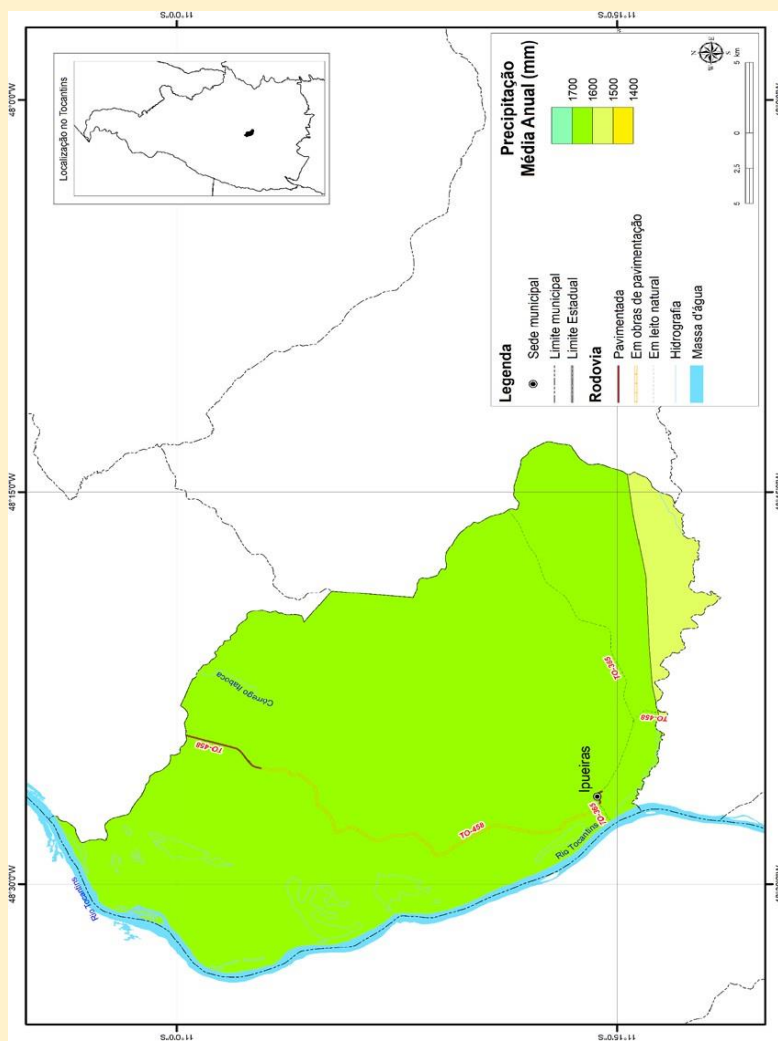 Localização no Tocantins
11°0'0"S
11°15'0"S
48°0'0"W
48°15'0"W
48°30'0"W
Rio Tocantins
Córrego Itaboca
TO-458
TO-458
TO-365
TO-458
Ipueiras
TO-365
Rio Tocantins
Legenda
Sede municipal
Limite municipal
Limite Estadual
Rodovia
Pavimentada
Em obras de pavimentação
Em leito natural
Hidrografia
Massa d'água
Precipitação
Média Anual (mm)
1700
1600
1500
1400
N
E
S
W
5 2,5 0 5 km
11°0'0"S
11°15'0"S